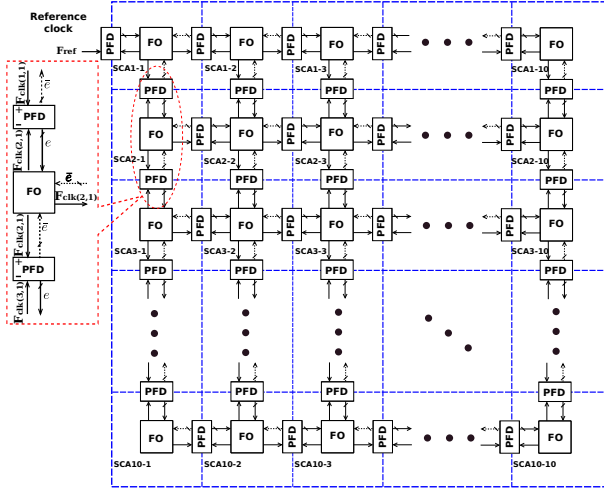 Reference
clock
Fref
PFD FO PFD FO PFD FO PFD PFD FO
SCA1-1 SCA1-2 SCA1-3 SCA1-10
PFD PFD PFD PFD
FO PFD FO PFD FO PFD PFD FO
SCA2-1 SCA2-2 SCA2-3 SCA2-10
PFD PFD PFD PFD
FO PFD FO PFD FO PFD PFD FO
SCA3-1 SCA3-2 SCA3-3 SCA3-10
PFD PFD PFD PFD
PFD PFD PFD PFD
FO PFD FO PFD FO PFD PFD FO
SCA10-1 SCA10-2 SCA10-3 SCA10-10
Fclk(1,1) ē
- +
PFD
Fclk(2,1) e
FO
ē
Fclk(2,1)
Fclk(2,1) ē
- +
PFD
Fclk(3,1) e